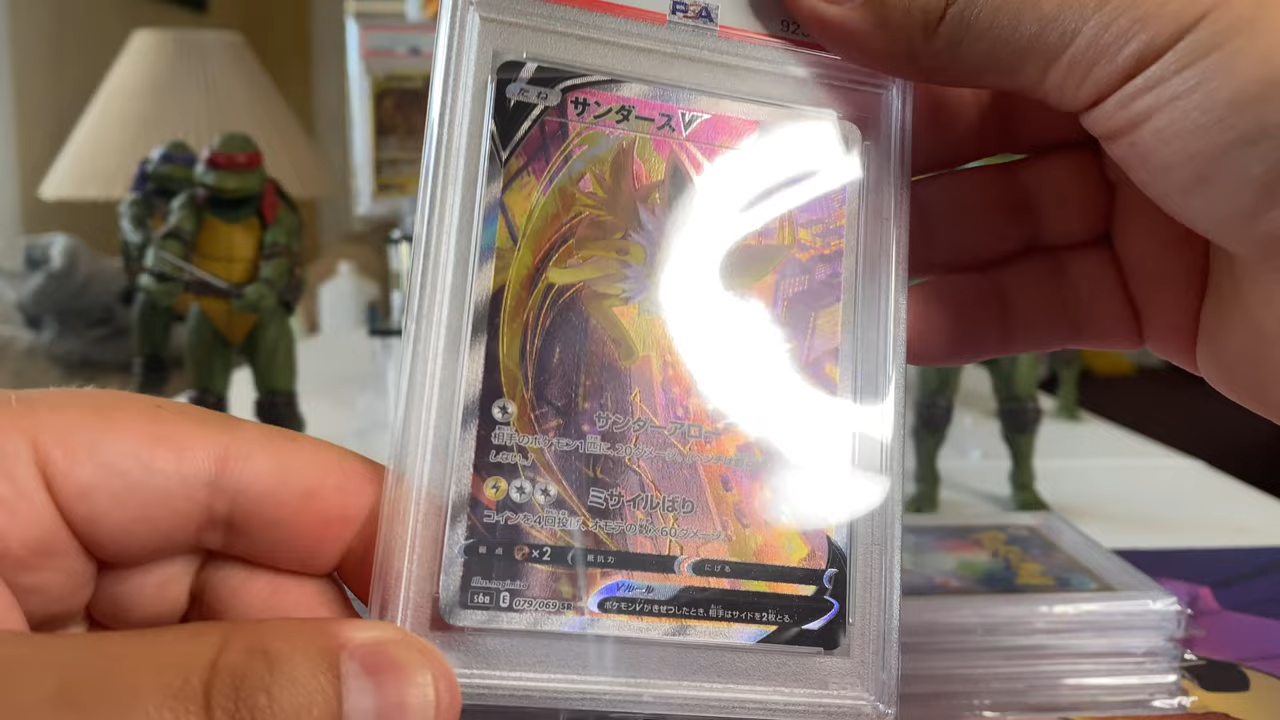 PSA
92
たね サンダースV
サンダーアロー
相手のポケモン1匹に、20ダメージ。
しない。]
ミサイルばり
コインを4回投げ、オモテの数×60ダメージ。
弱点 ×2 抵抗力 にげる
illus.nagimiso
s6a E 079/069 SR
Vルール
ポケモンVがきぜつしたとき、相手はサイドを2枚とる。